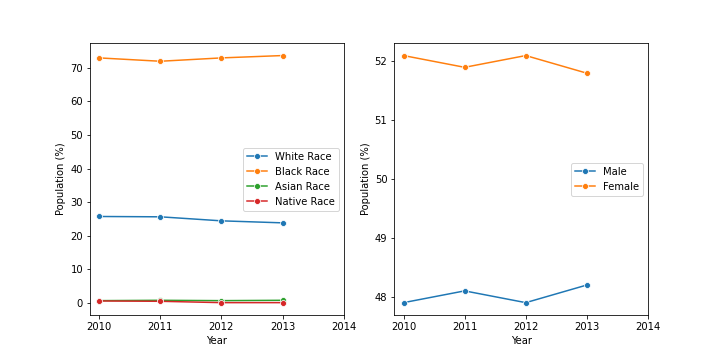 Population (%)
70
60
50
40
30
20
10
0
White Race
Black Race
Asian Race
Native Race
2010 2011 2012 2013 2014
Year
Population (%)
52
51
50
49
48
Male
Female
2010 2011 2012 2013 2014
Year